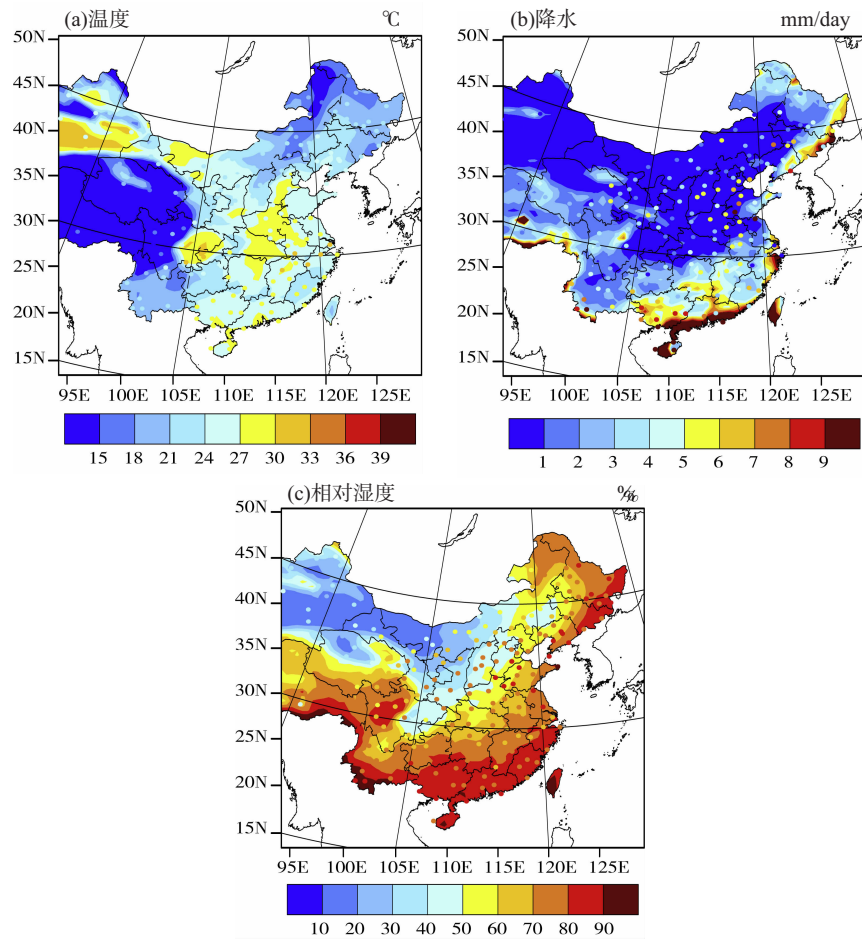 (a)温度 ℃
50N
45N
40N
35N
30N
25N
20N
15N
95E 100E 105E 110E 115E 120E 125E
15 18 21 24 27 30 33 36 39
(b)降水 mm/day
50N
45N
40N
35N
30N
25N
20N
15N
95E 100E 105E 110E 115E 120E 125E
1 2 3 4 5 6 7 8 9
(c)相对湿度 %
50N
45N
40N
35N
30N
25N
20N
15N
95E 100E 105E 110E 115E 120E 125E
10 20 30 40 50 60 70 80 90